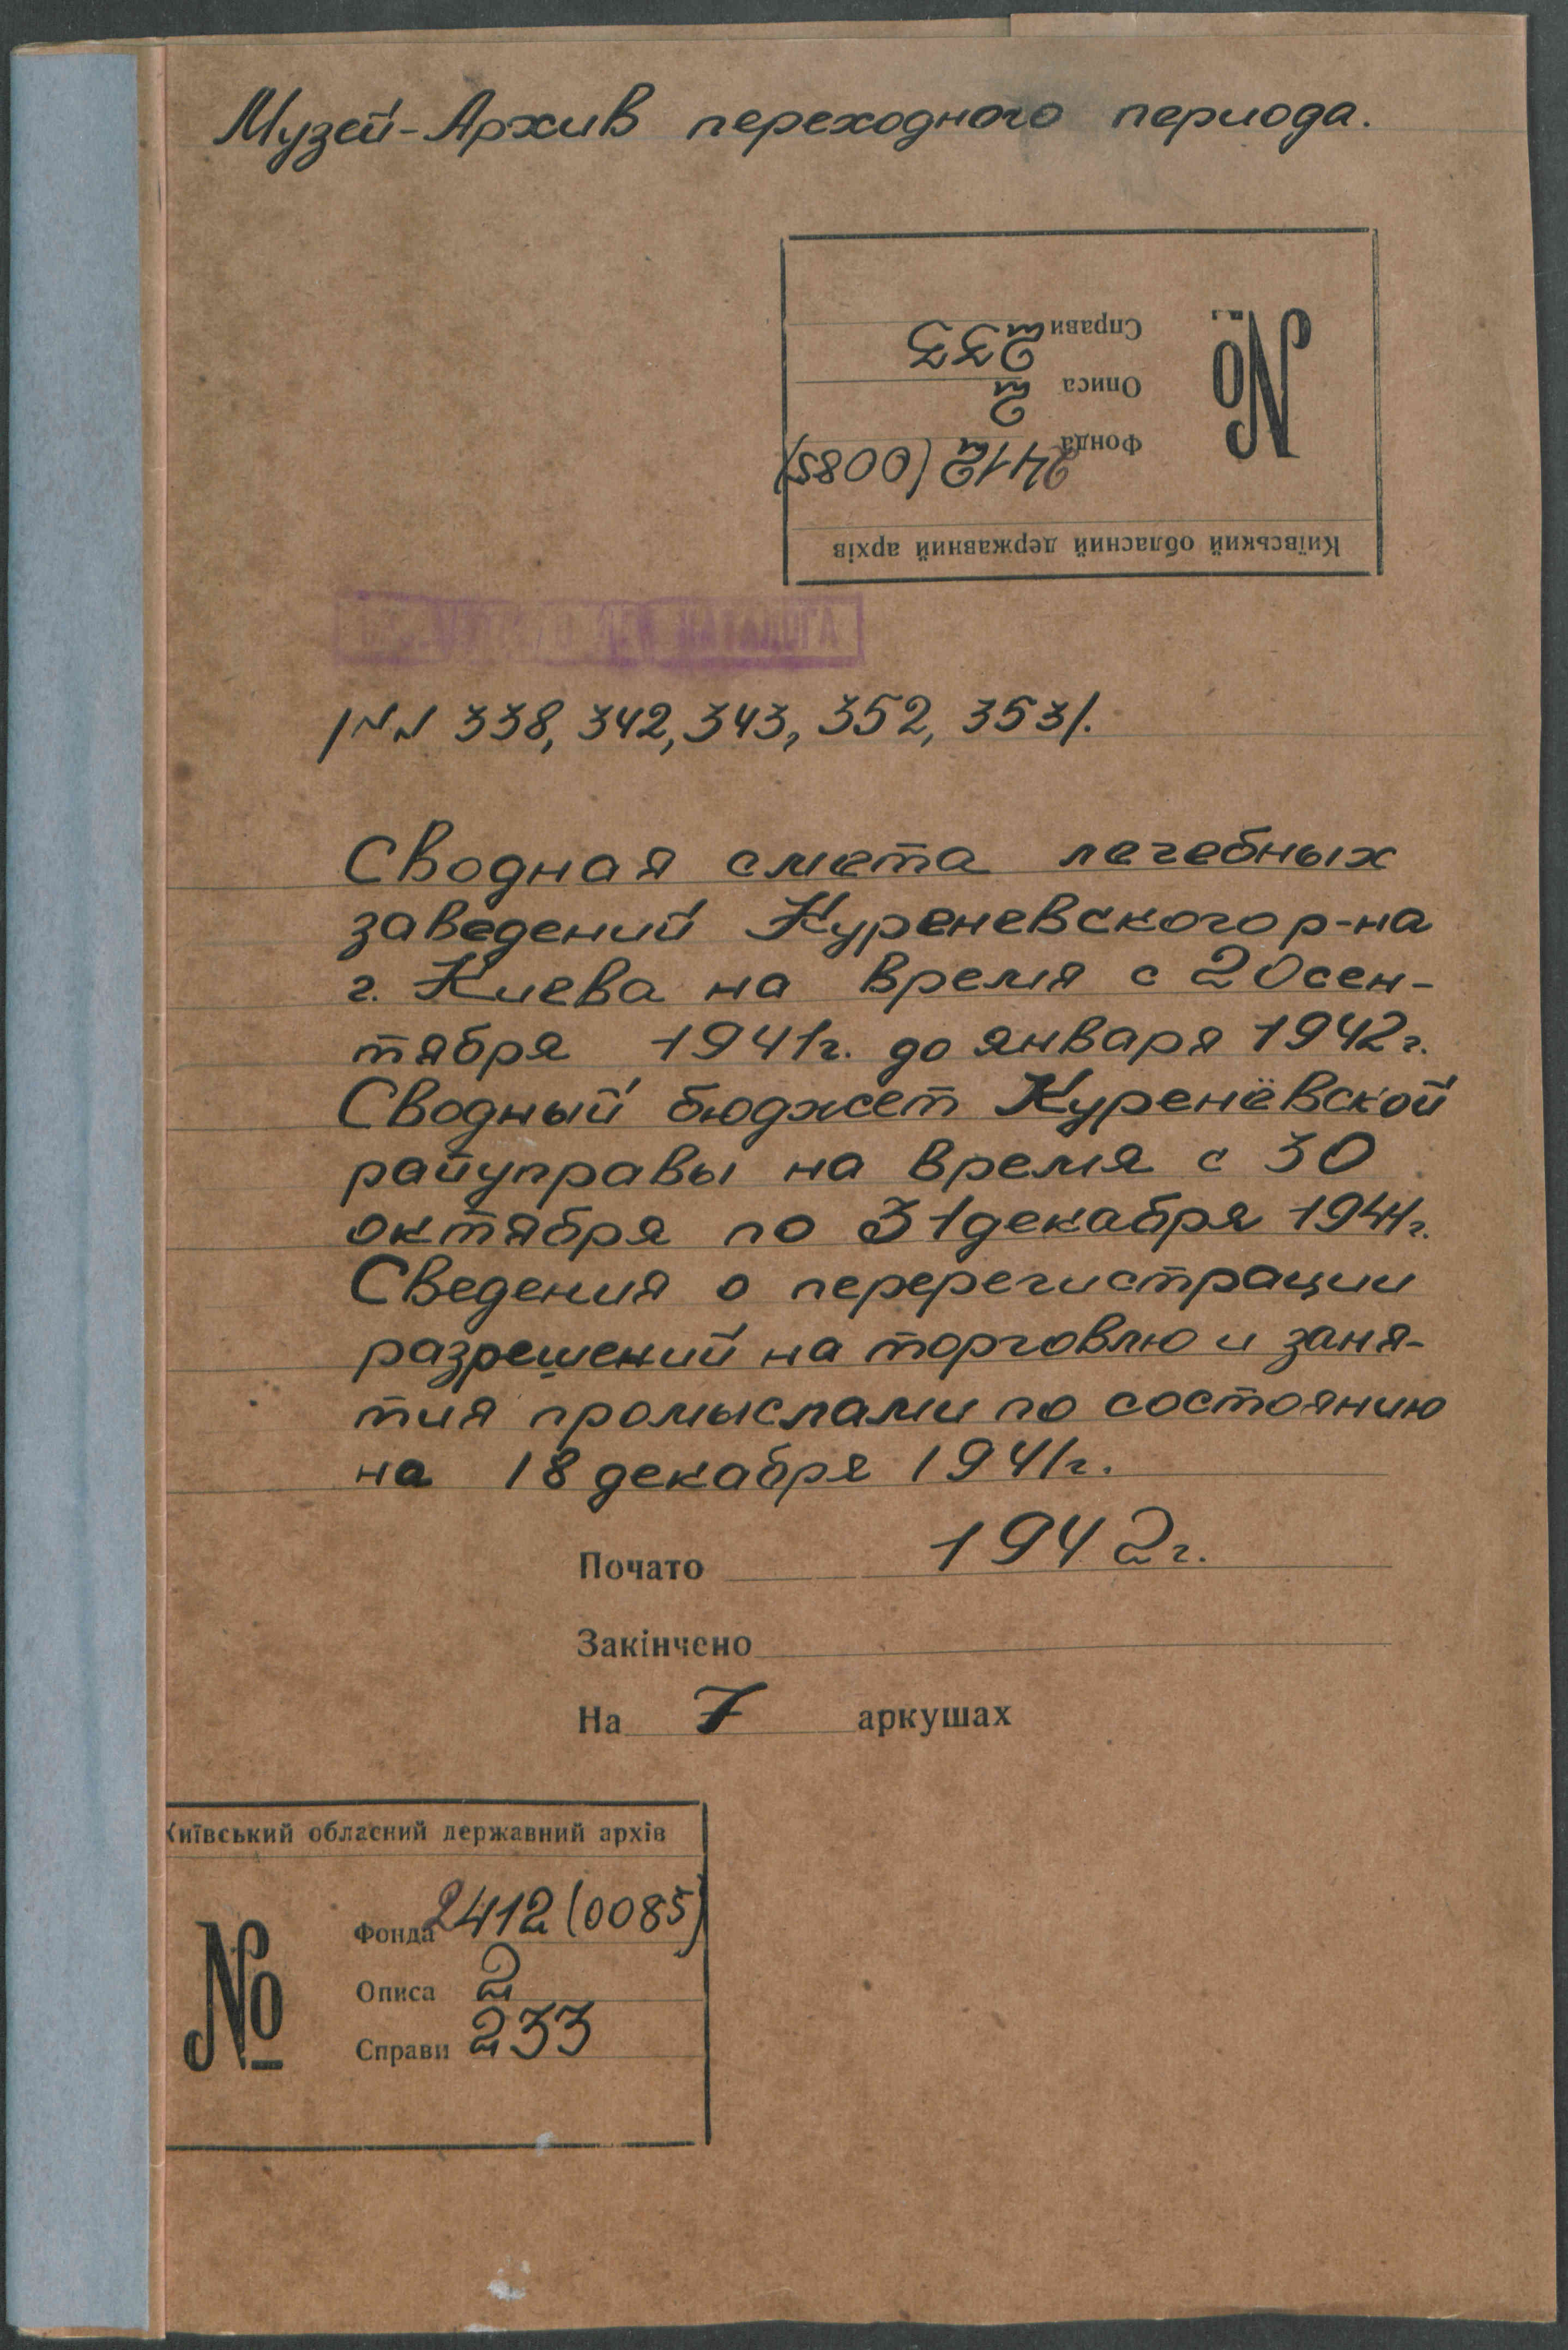 Музей-Архив переходного периода.
Київський обласний державний архів
№
Фонда 2412 (0085)
Описа 2
Справи 233
КАТАЛОГА
/№№ 338, 342, 343, 352, 353/.
Сводная смета лечебных
заведений Куреневского р-на
г. Киева на время с 20 сен-
тября 1941г. до января 1942г.
Сводный бюджет Куренёвской
райуправы на время с 30
октября по 31 декабря 1941г.
Сведения о перерегистрации
разрешений на торговлю и заня-
тия промыслами по состоянию
на 18 декабря 1941г.
Почато 1942г.
Закінчено
На 7 аркушах
Київський обласний державний архів
№
Фонда 2412 (0085)
Описа 2
Справи 233